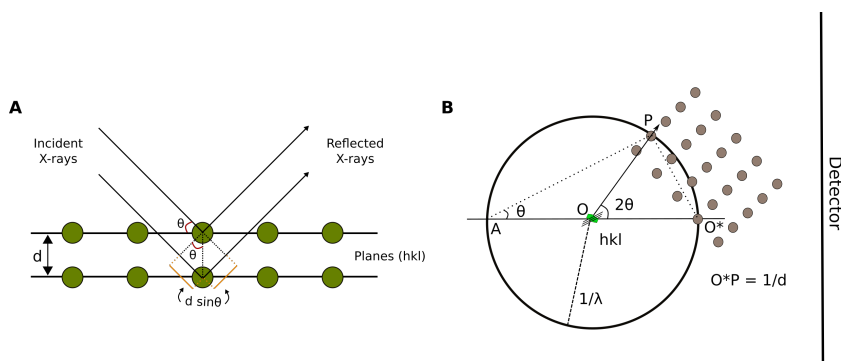 A
Incident
X-rays
Reflected
X-rays
θ
θ
d
Planes (hkl)
d sinθ
B
P
θ
O
2θ
A
O*
hkl
1/λ
O*P = 1/d
Detector